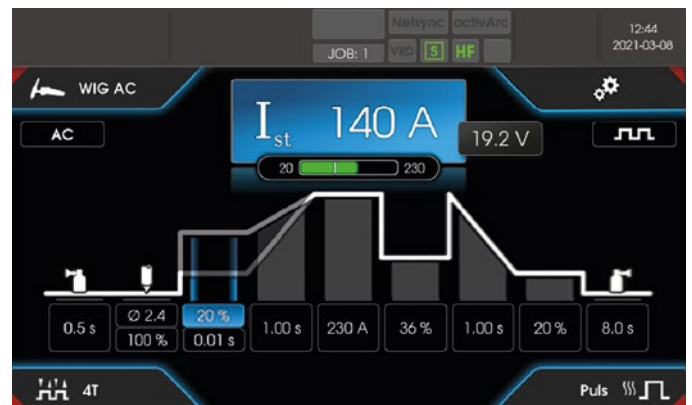 Netsync activArc
JOB: 1 VRD S HF
12:44
2021-03-08
WIG AC
AC
I st 140 A
19.2 V
20 230
0.5 s
Ø 2.4
100 %
20 %
0.01 s
1.00 s
230 A
36 %
1.00 s
20 %
8.0 s
4T
Puls